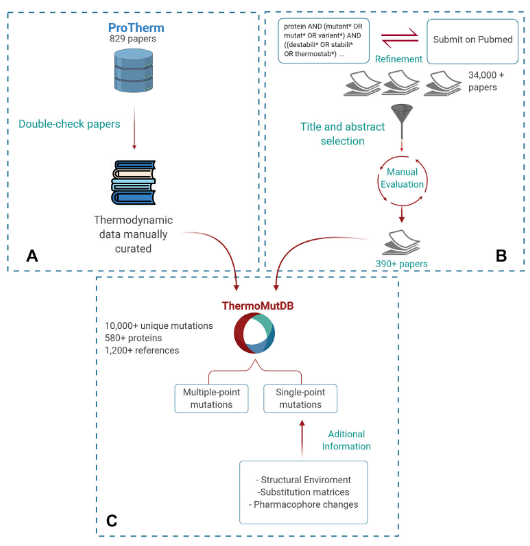 ProTherm
829 papers
Double-check papers
Thermodynamic
data manually
curated
A
protein AND (mutant* OR
mutat* OR variant*) AND
((destabili* OR stabili*
OR thermostab*) ...
Refinement
Submit on Pubmed
34,000 +
papers
Title and abstract
selection
Manual
Evaluation
390+ papers
B
ThermoMutDB
10,000+ unique mutations
580+ proteins
1,200+ references
Multiple-point
mutations
Single-point
mutations
Aditional
Information
- Structural Enviroment
-Substitution matrices
- Pharmacophore changes
C